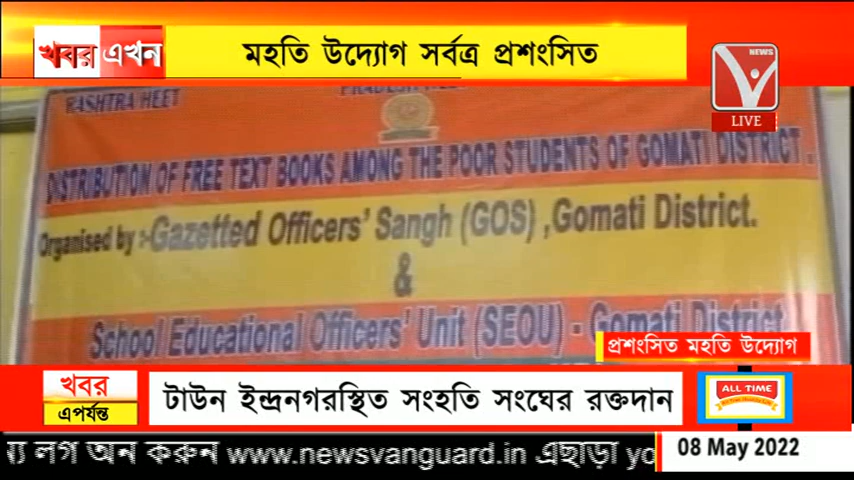 খবর এখন
মহতি উদ্যোগ সর্বত্র প্রশংসিত
NEWS
LIVE
RASHTRA HEET
DISTRIBUTION OF FREE TEXT BOOKS AMONG THE POOR STUDENTS OF GOMATI DISTRICT.
Organised by :-Gazetted Officers' Sangh (GOS) ,Gomati District.
&
School Educational Officers' Unit (SEOU) - Gomati District
প্রশংসিত মহতি উদ্যোগ
খবর
এপর্যন্ত
টাউন ইন্দ্রনগরস্থিত সংহতি সংঘের রক্তদান
ALL TIME
লগ অন করুন www.newsvanguard.in এছাড়া yo
08 May 2022